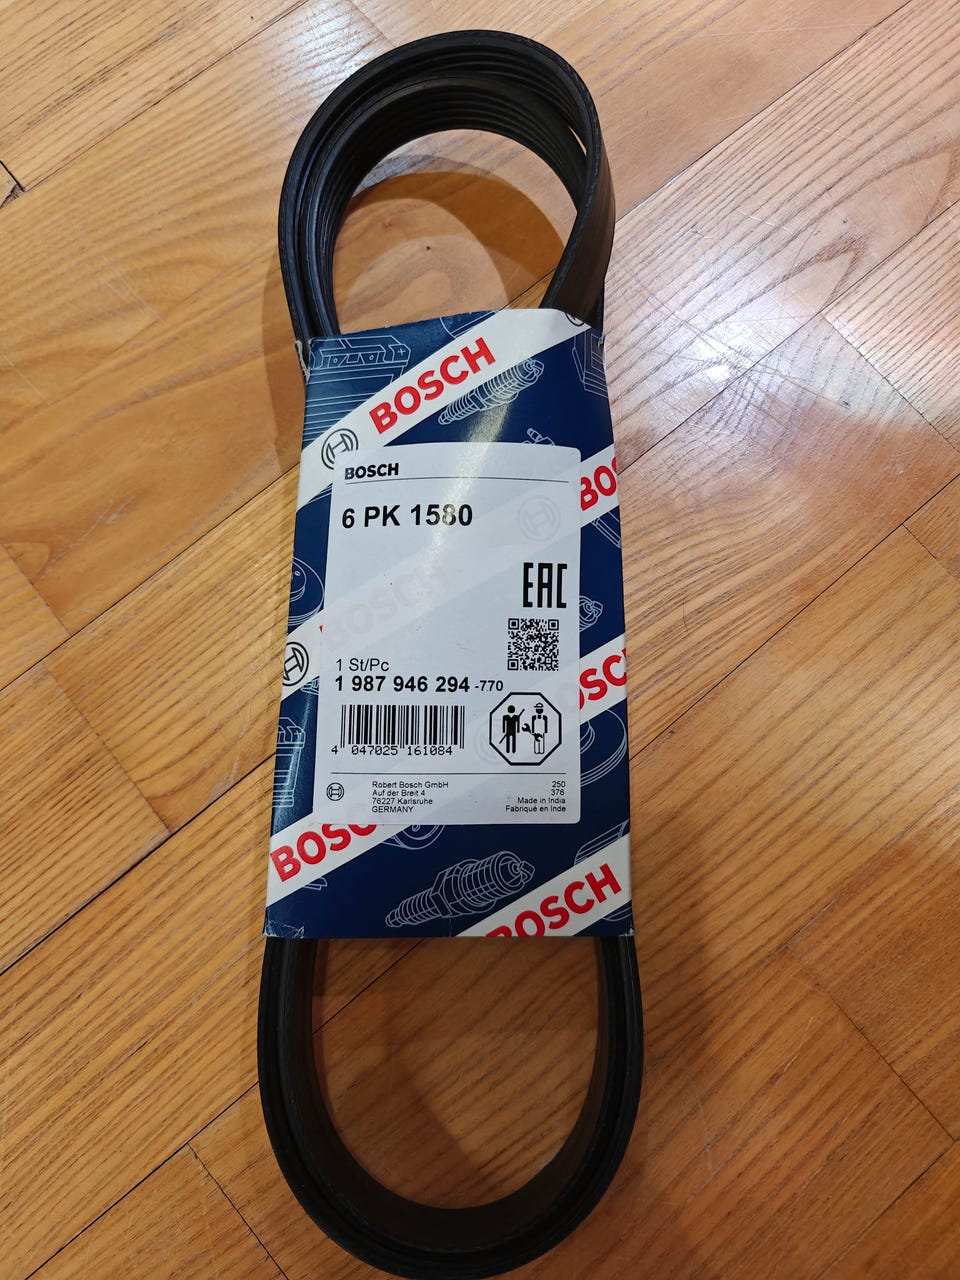 BOSCH
BOSCH
6 PK 1580
BOSCH
EAC
BOSCH
1 St/Pc
1 987 946 294 -770
4 047025 161084
Robert Bosch GmbH
Auf der Breit 4
76227 Karlsruhe
GERMANY
250
376
Made in India
Fabriqué en Inde
BOSCH
BOSCH